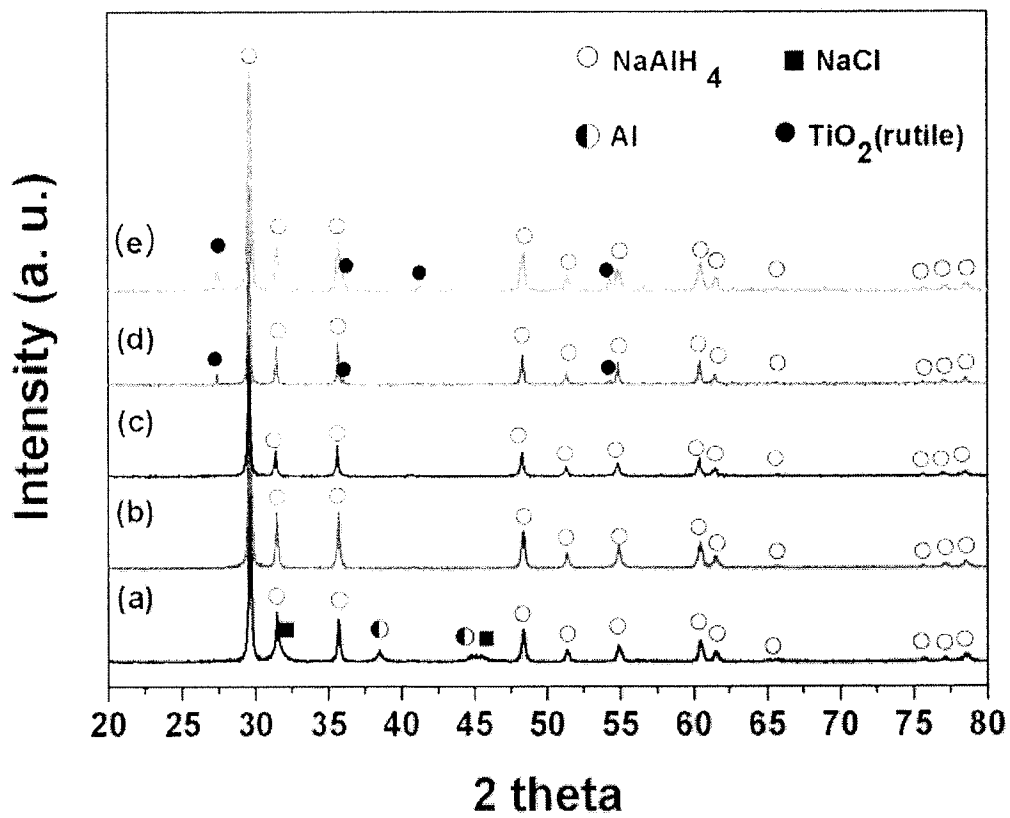 NaAlH4
NaCl
Al
TiO2(rutile)
Intensity (a. u.)
(e)
(d)
(c)
(b)
(a)
20 25 30 35 40 45 50 55 60 65 70 75 80
2 theta